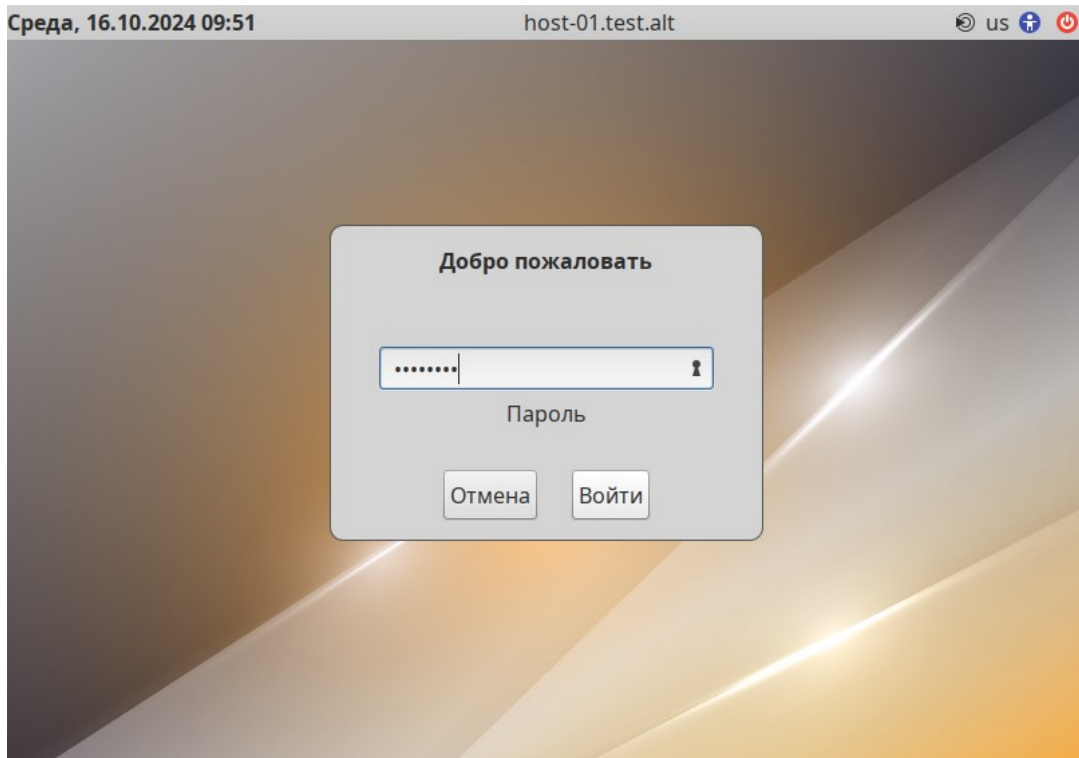 Среда, 16.10.2024 09:51 host-01.test.alt us
Добро пожаловать
••••••••
Пароль
Отмена Войти